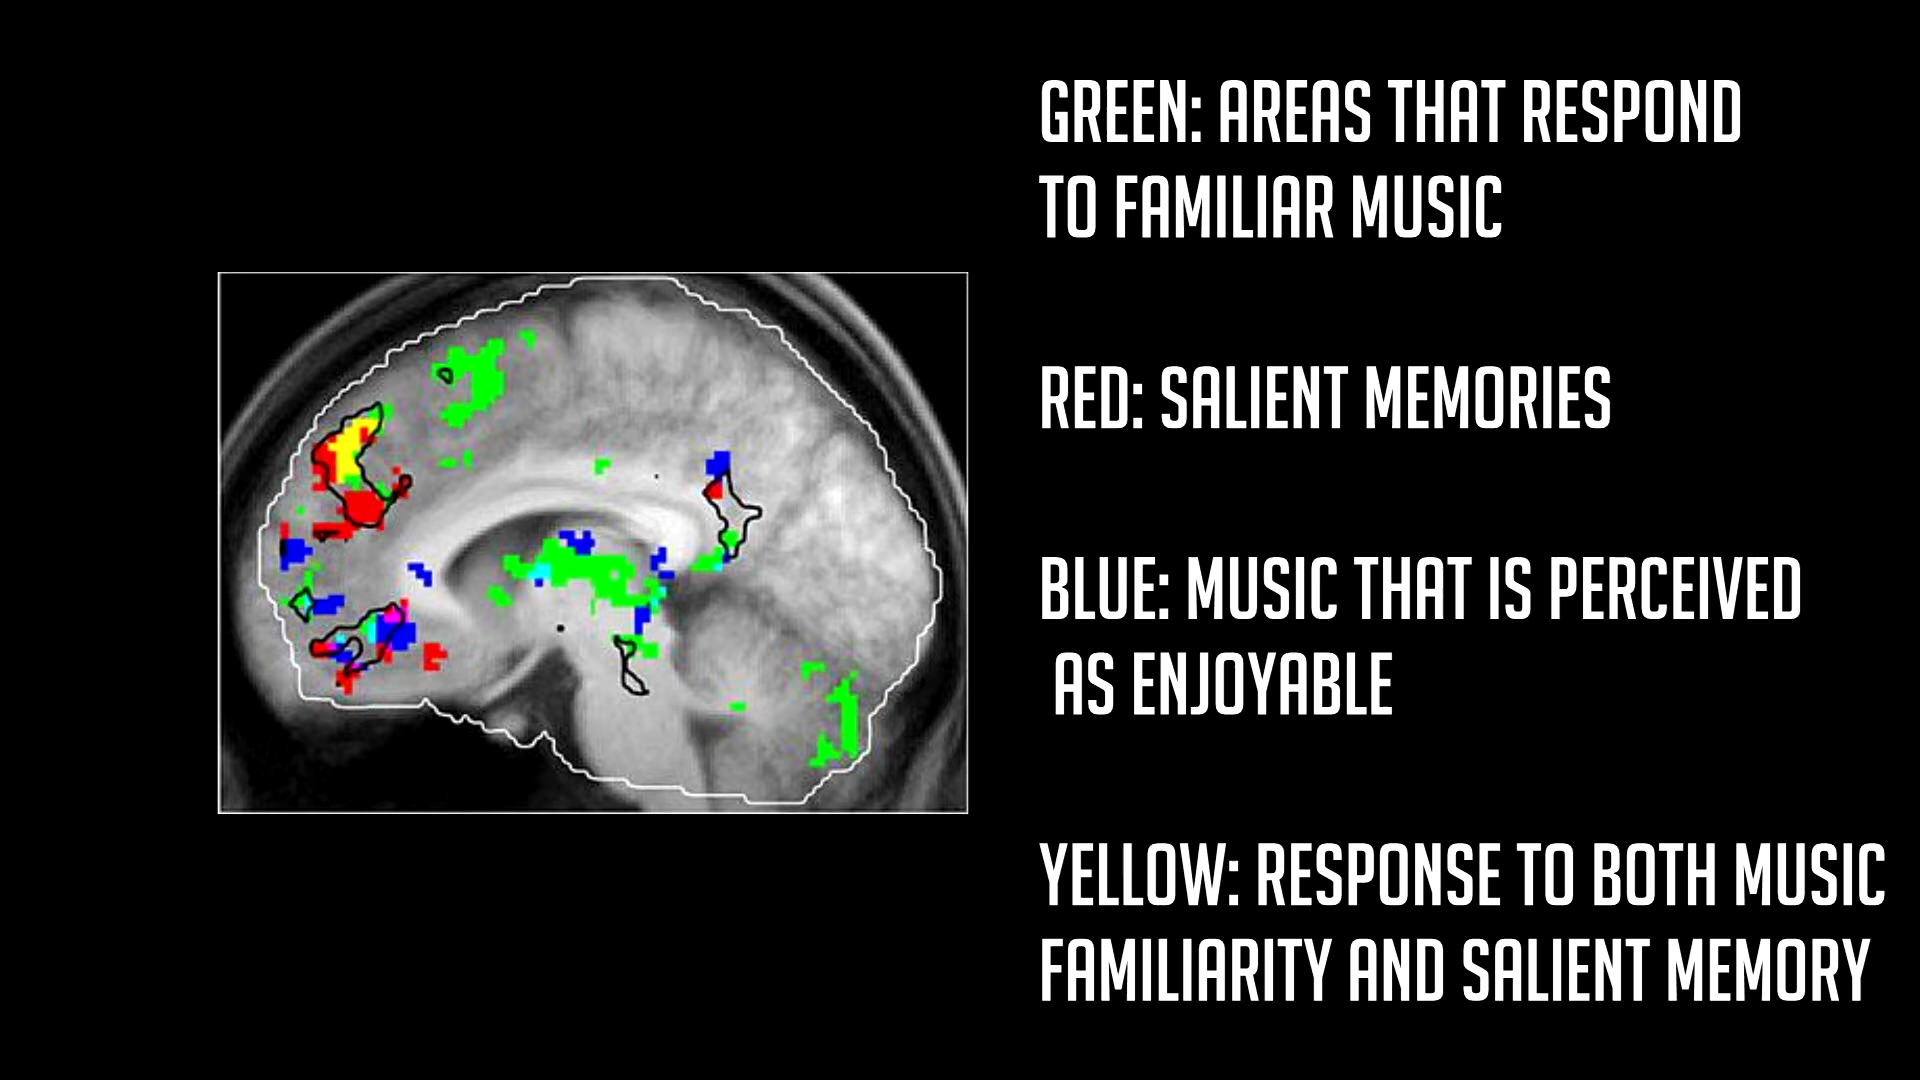 GREEN: AREAS THAT RESPOND
TO FAMILIAR MUSIC
RED: SALIENT MEMORIES
BLUE: MUSIC THAT IS PERCEIVED
AS ENJOYABLE
YELLOW: RESPONSE TO BOTH MUSIC
FAMILIARITY AND SALIENT MEMORY